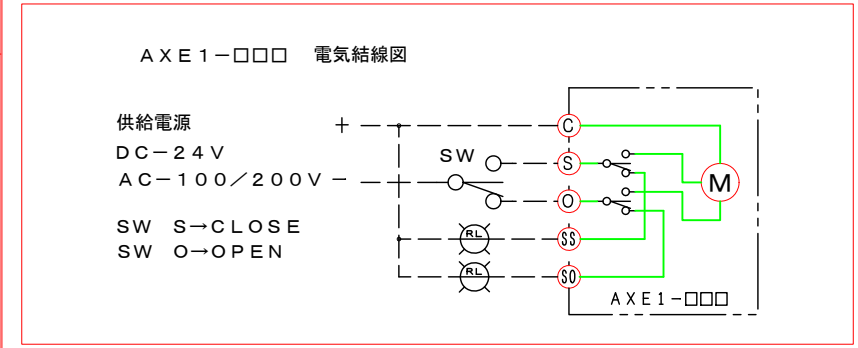 AXE1-□□□ 電気結線図
供給電源 +
DC-24V
AC-100/200V -
SW S→CLOSE
SW O→OPEN
SW
C
S
O
SS
SO
RL
RL
M
AXE1-□□□